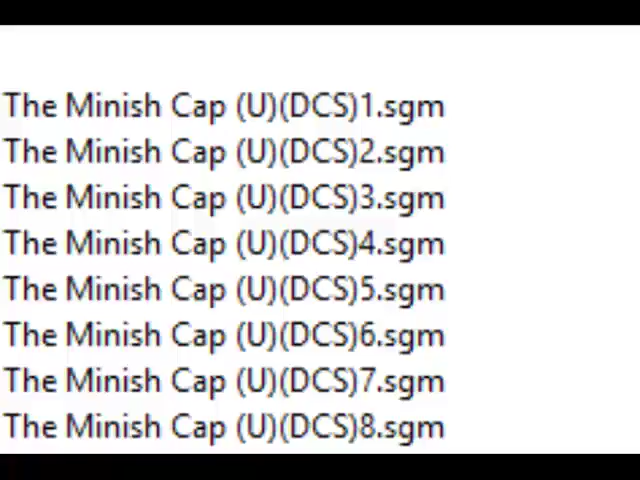 The Minish Cap (U)(DCS)1.sgm
The Minish Cap (U)(DCS)2.sgm
The Minish Cap (U)(DCS)3.sgm
The Minish Cap (U)(DCS)4.sgm
The Minish Cap (U)(DCS)5.sgm
The Minish Cap (U)(DCS)6.sgm
The Minish Cap (U)(DCS)7.sgm
The Minish Cap (U)(DCS)8.sgm